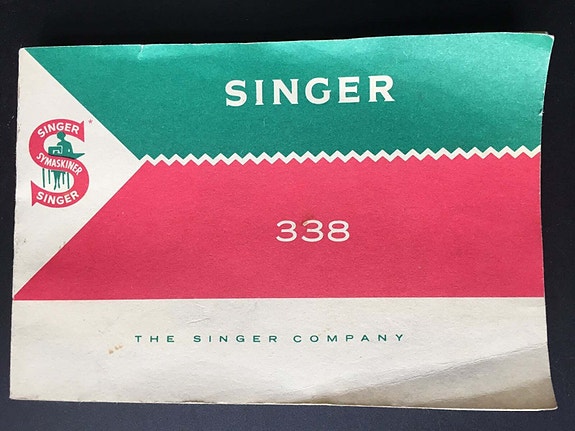 SINGER
SINGER
SYMASKINER
SINGER
338
THE SINGER COMPANY